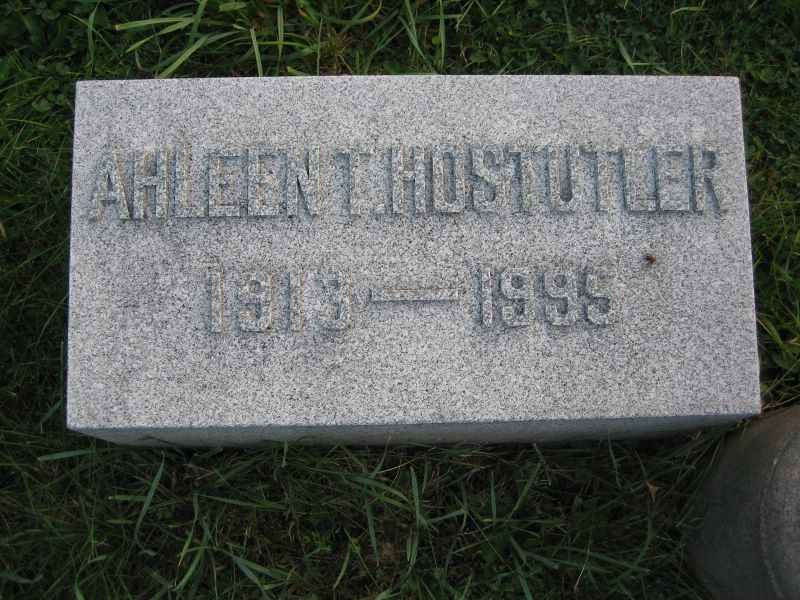 AHLEEN T. HOSTUTLER
1913 — 1995